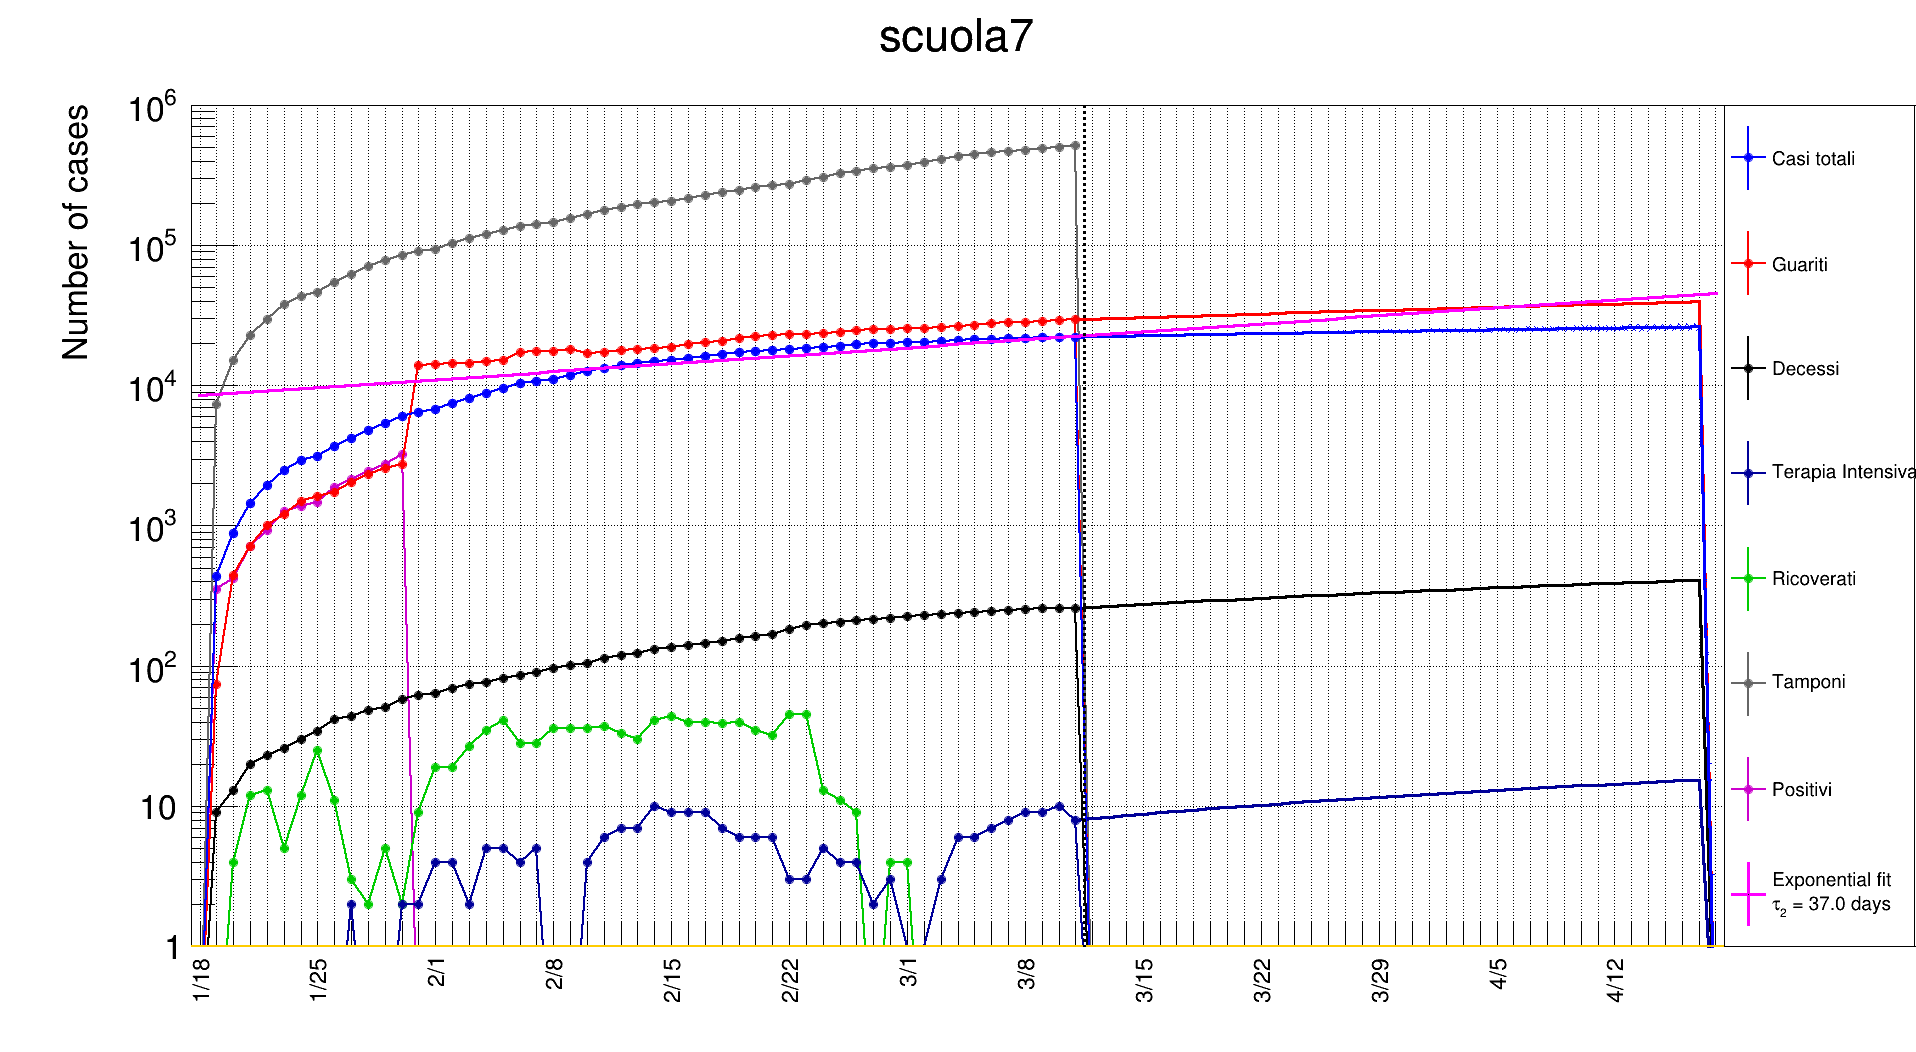 scuola7
Number of cases
10^6
10^5
10^4
10^3
10^2
10
1
1/18
1/25
2/1
2/8
2/15
2/22
3/1
3/8
3/15
3/22
3/29
4/5
4/12
Casi totali
Guariti
Decessi
Terapia Intensiva
Ricoverati
Tamponi
Positivi
Exponential fit
τ_2 = 37.0 days